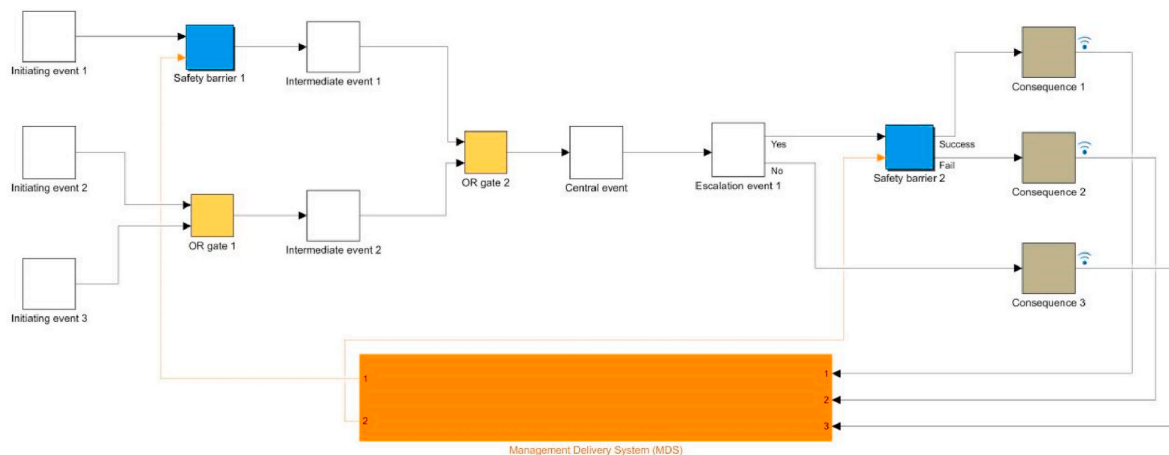 Initiating event 1
Safety barrier 1
Intermediate event 1
Initiating event 2
OR gate 1
Intermediate event 2
Initiating event 3
OR gate 2
Central event
Escalation event 1
Yes
No
Safety barrier 2
Success
Fail
Consequence 1
Consequence 2
Consequence 3
1
2
1
2
3
Management Delivery System (MDS)